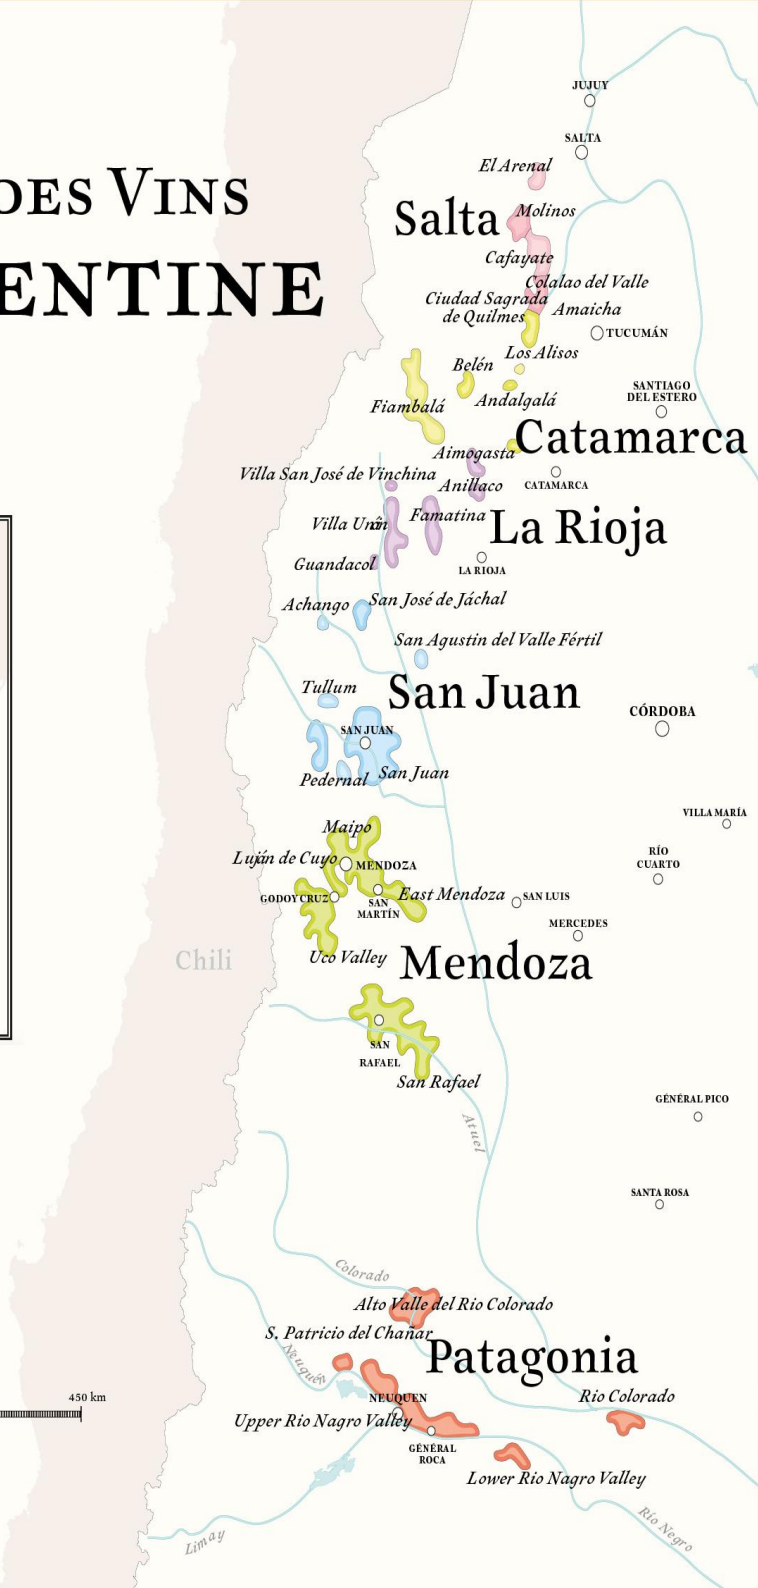 JUJUY
SALTA
El Arenal
DES VINS
Salta
Molinos
Cafayate
ENTINE
Colalao del Valle
Ciudad Sagrada
de Quilmes
Amaicha
TUCUMÁN
Los Alisos
Belén
SANTIAGO
DEL ESTERO
Andalgalá
Fiambalá
Catamarca
Aimogasta
Villa San José de Vinchina
Anillaco
CATAMARCA
Famatina
Villa Unión
La Rioja
Guandacol
LA RIOJA
Achango
San José de Jáchal
San Agustin del Valle Fértil
Tullum
San Juan
CÓRDOBA
SAN JUAN
San Juan
Pedernal
VILLA MARÍA
Maipo
RÍO
CUARTO
Luján de Cuyo
MENDOZA
GODOY CRUZ
East Mendoza
SAN LUIS
SAN
MARTÍN
MERCEDES
Uco Valley
Chili
Mendoza
SAN
RAFAEL
San Rafael
GÉNÉRAL PICO
Atuel
SANTA ROSA
Colorado
Alto Valle del Rio Colorado
S. Patricio del Chañar
Patagonia
Neuquén
450 km
NEUQUEN
Rio Colorado
Upper Rio Nagro Valley
GÉNÉRAL
ROCA
Lower Rio Nagro Valley
Limay
Río Negro